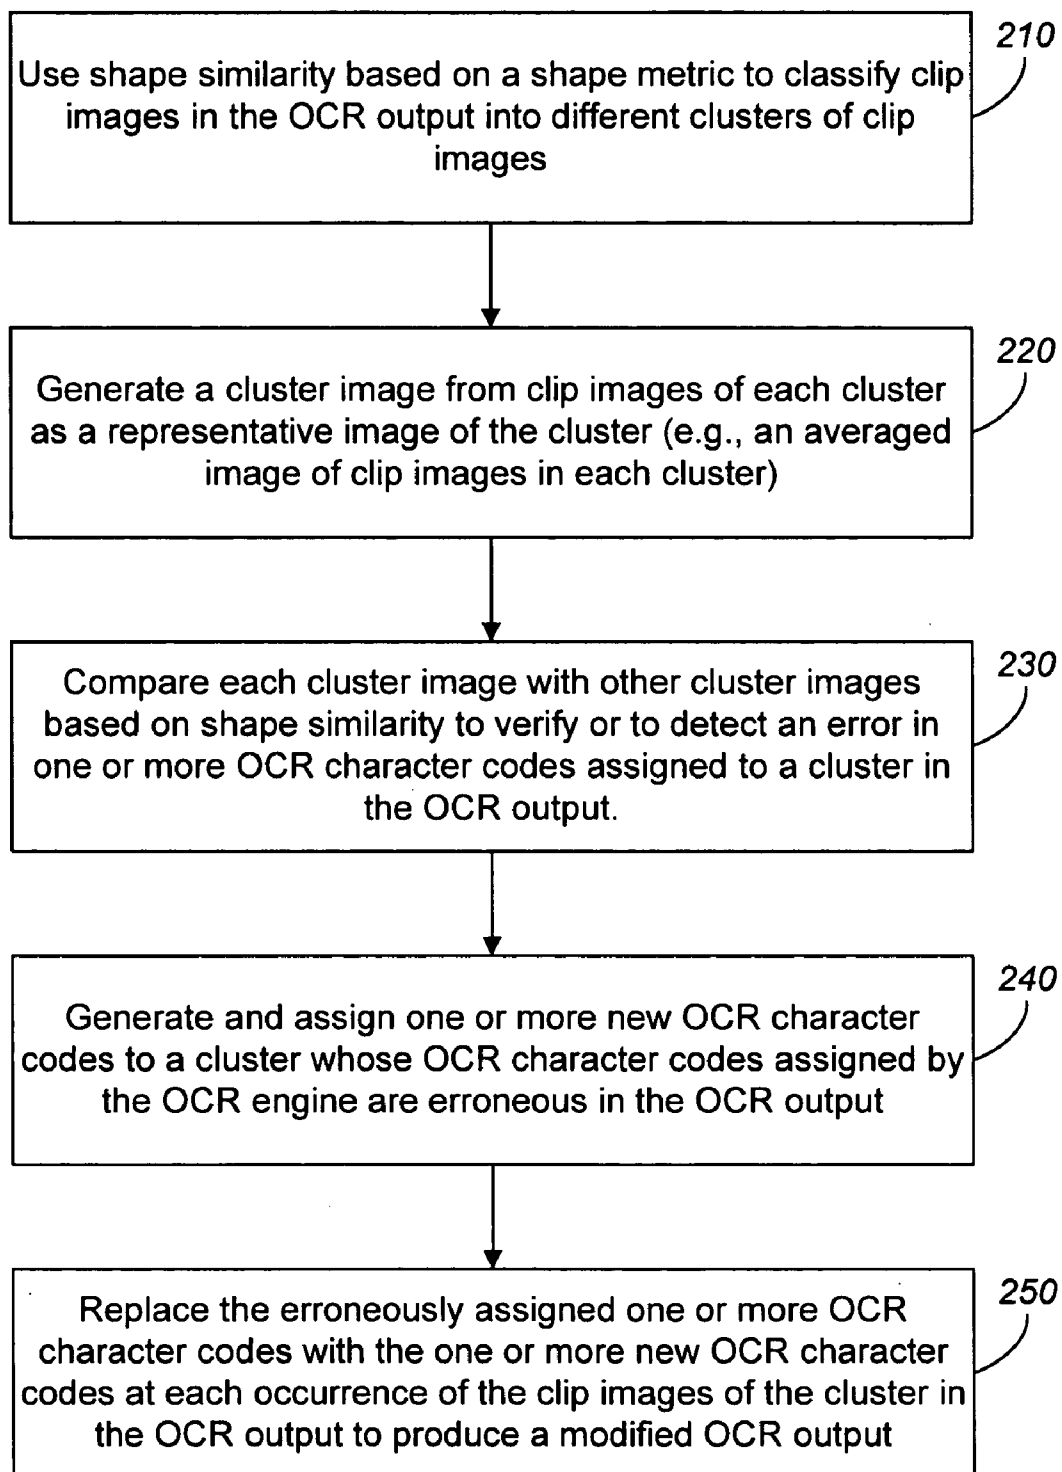 210
Use shape similarity based on a shape metric to classify clip
images in the OCR output into different clusters of clip
images
220
Generate a cluster image from clip images of each cluster
as a representative image of the cluster (e.g., an averaged
image of clip images in each cluster)
230
Compare each cluster image with other cluster images
based on shape similarity to verify or to detect an error in
one or more OCR character codes assigned to a cluster in
the OCR output.
240
Generate and assign one or more new OCR character
codes to a cluster whose OCR character codes assigned by
the OCR engine are erroneous in the OCR output
250
Replace the erroneously assigned one or more OCR
character codes with the one or more new OCR character
codes at each occurrence of the clip images of the cluster in
the OCR output to produce a modified OCR output